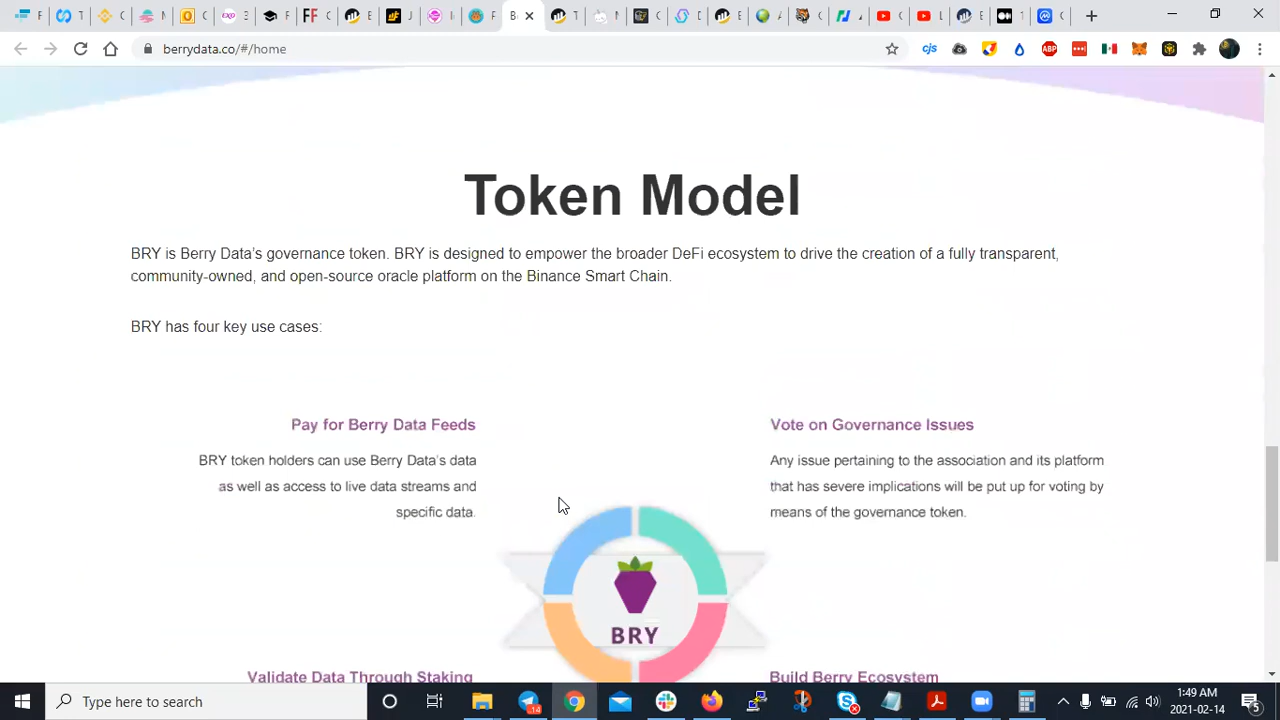 berrydata.co/#/home
Token Model
BRY is Berry Data's governance token. BRY is designed to empower the broader DeFi ecosystem to drive the creation of a fully transparent,
community-owned, and open-source oracle platform on the Binance Smart Chain.
BRY has four key use cases:
Pay for Berry Data Feeds
BRY token holders can use Berry Data's data
as well as access to live data streams and
specific data.
Vote on Governance Issues
Any issue pertaining to the association and its platform
that has severe implications will be put up for voting by
means of the governance token.
BRY
Validate Data Through Staking
Build Berry Ecosystem
Type here to search
14
1:49 AM
2021-02-14
5